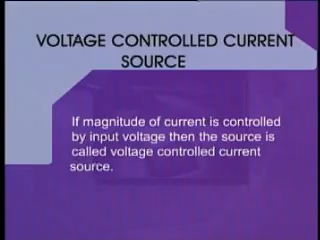 VOLTAGE CONTROLLED CURRENT
SOURCE
If magnitude of current is controlled
by input voltage then the source is
called voltage controlled current
source.